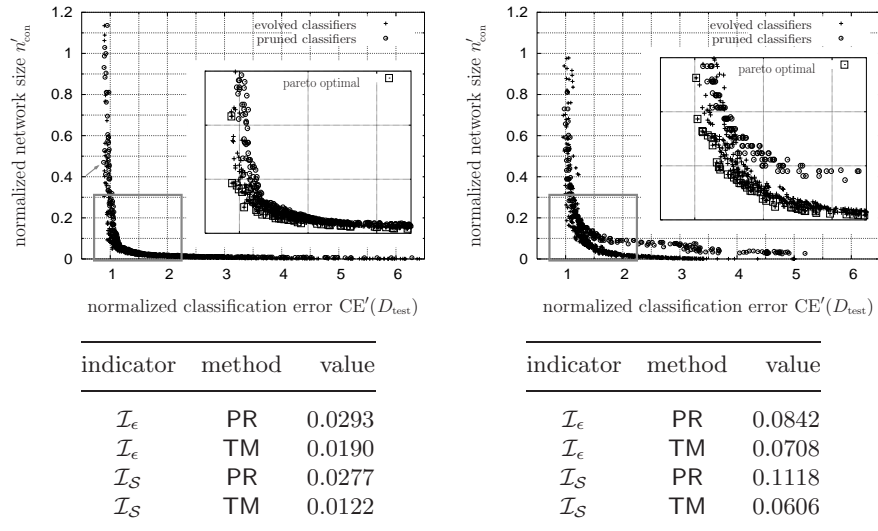 1.2
1
0.8
0.6
0.4
0.2
0
normalized network size n′con
evolved classifiers
pruned classifiers
pareto optimal
1 2 3 4 5 6
normalized classification error CE′(Dtest)
indicator method value
Iϵ PR 0.0293
Iϵ TM 0.0190
IS PR 0.0277
IS TM 0.0122
1.2
1
0.8
0.6
0.4
0.2
0
normalized network size n′con
evolved classifiers
pruned classifiers
pareto optimal
1 2 3 4 5 6
normalized classification error CE′(Dtest)
indicator method value
Iϵ PR 0.0842
Iϵ TM 0.0708
IS PR 0.1118
IS TM 0.0606